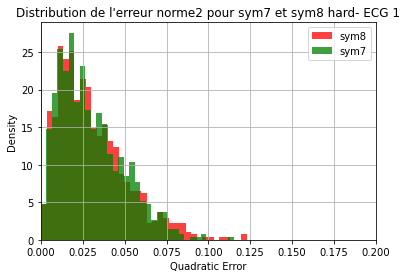 Distribution de l'erreur norme2 pour sym7 et sym8 hard- ECG 1
sym8
sym7
Density
25
20
15
10
5
0
0.000 0.025 0.050 0.075 0.100 0.125 0.150 0.175 0.200
Quadratic Error